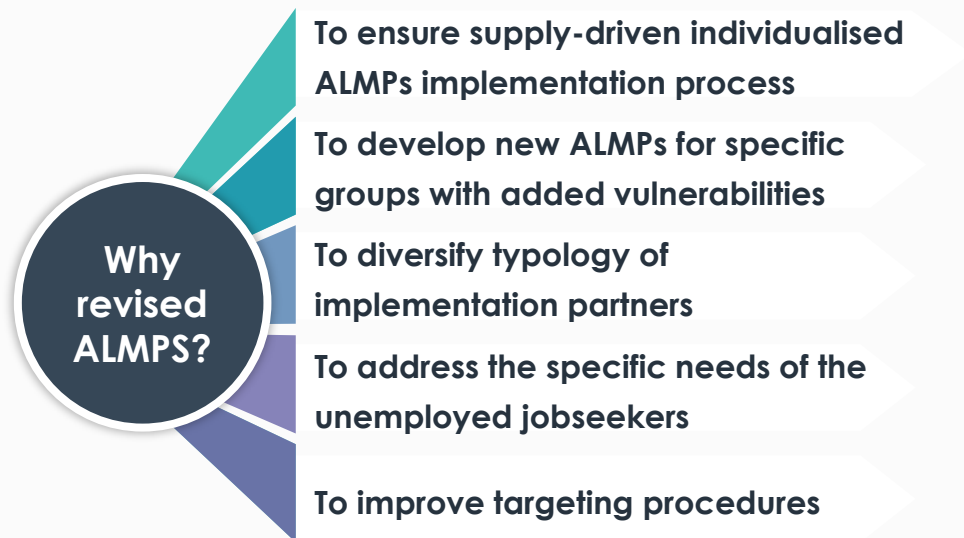 Why
revised
ALMPS?
To ensure supply-driven individualised
ALMPs implementation process
To develop new ALMPs for specific
groups with added vulnerabilities
To diversify typology of
implementation partners
To address the specific needs of the
unemployed jobseekers
To improve targeting procedures